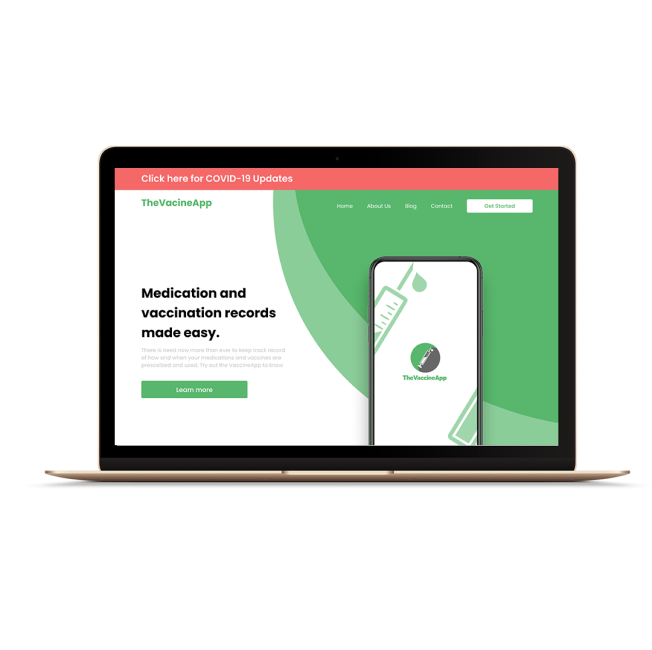 Click here for COVID-19 Updates
TheVacineApp
Home About Us Blog Contact Get Started
Medication and
vaccination records
made easy.
There is need now more than ever to keep track record
of how and when your medications and vaccines are
prescribed and used. Try out the VaccineApp to know
Learn more
TheVaccineApp